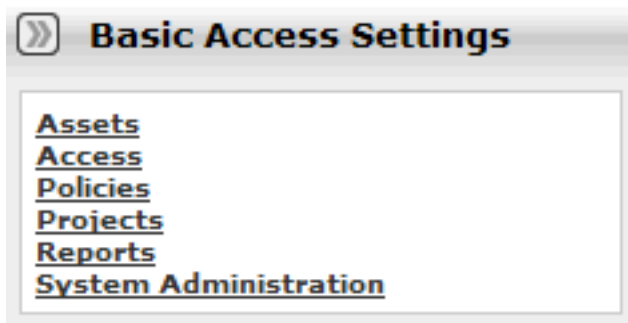 Basic Access Settings
Assets
Access
Policies
Projects
Reports
System Administration